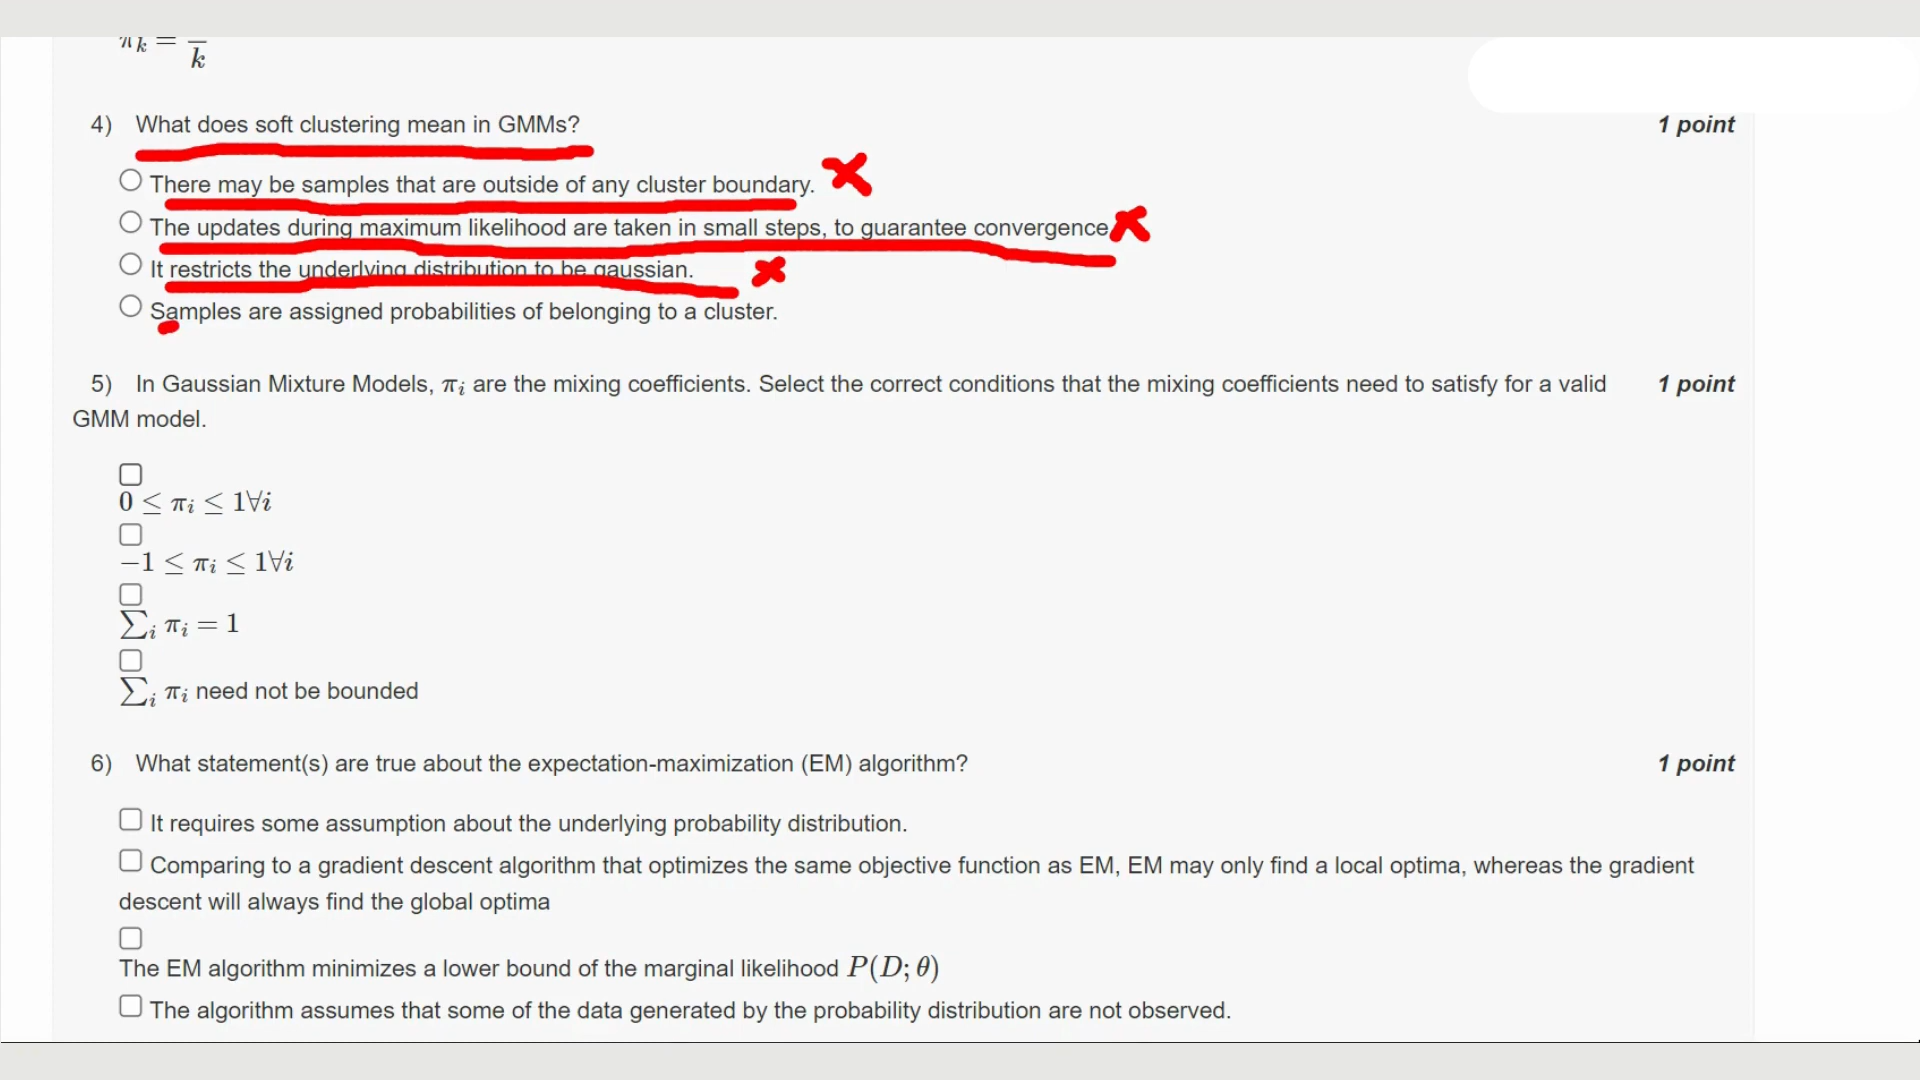 π_k = —
k
4) What does soft clustering mean in GMMs? 1 point
There may be samples that are outside of any cluster boundary.
The updates during maximum likelihood are taken in small steps, to guarantee convergence
It restricts the underlying distribution to be gaussian.
Samples are assigned probabilities of belonging to a cluster.
5) In Gaussian Mixture Models, π_i are the mixing coefficients. Select the correct conditions that the mixing coefficients need to satisfy for a valid 1 point
GMM model.
0 ≤ π_i ≤ 1∀i
−1 ≤ π_i ≤ 1∀i
∑_i π_i = 1
∑_i π_i need not be bounded
6) What statement(s) are true about the expectation-maximization (EM) algorithm? 1 point
It requires some assumption about the underlying probability distribution.
Comparing to a gradient descent algorithm that optimizes the same objective function as EM, EM may only find a local optima, whereas the gradient
descent will always find the global optima
The EM algorithm minimizes a lower bound of the marginal likelihood P(D; θ)
The algorithm assumes that some of the data generated by the probability distribution are not observed.